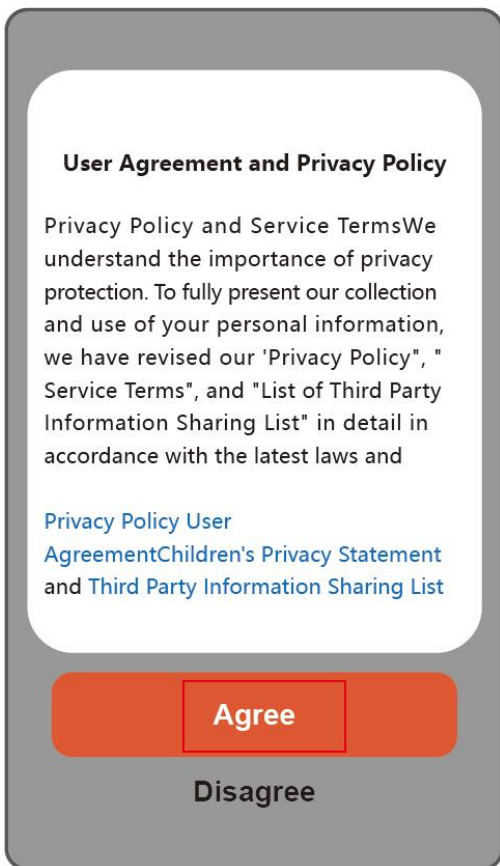 User Agreement and Privacy Policy
Privacy Policy and Service TermsWe
understand the importance of privacy
protection. To fully present our collection
and use of your personal information,
we have revised our 'Privacy Policy", "
Service Terms", and "List of Third Party
Information Sharing List" in detail in
accordance with the latest laws and
Privacy Policy User
AgreementChildren's Privacy Statement
and Third Party Information Sharing List
Agree
Disagree